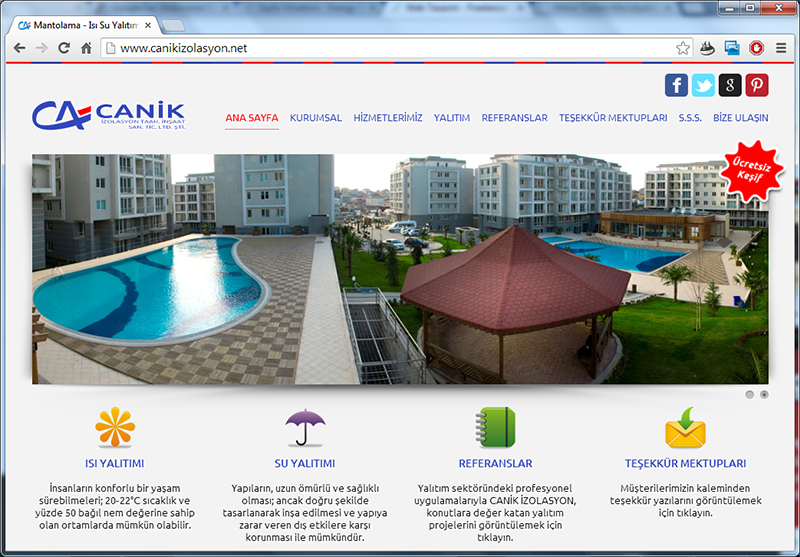 Mantolama - Isı Su Yalıtım
www.canikizolasyon.net
CA CANİK
İZOLASYON TAAH. İNŞAAT
SAN. TİC. LTD. ŞTİ.
ANA SAYFA KURUMSAL HİZMETLERİMİZ YALITIM REFERANSLAR TEŞEKKÜR MEKTUPLARI S.S.S. BİZE ULAŞIN
Ücretsiz
Keşif
ISI YALITIMI
İnsanların konforlu bir yaşam
sürebilmeleri; 20-22°C sıcaklık ve
yüzde 50 bağıl nem değerine sahip
olan ortamlarda mümkün olabilir.
SU YALITIMI
Yapıların, uzun ömürlü ve sağlıklı
olması; ancak doğru şekilde
tasarlanarak inşa edilmesi ve yapıya
zarar veren dış etkilere karşı
korunması ile mümkündür.
REFERANSLAR
Yalıtım sektöründeki profesyonel
uygulamalarıyla CANİK İZOLASYON,
konutlara değer katan yalıtım
projelerini görüntülemek için
tıklayın.
TEŞEKKÜR MEKTUPLARI
Müşterilerimizin kaleminden
teşekkür yazılarını görüntülemek
için tıklayın.